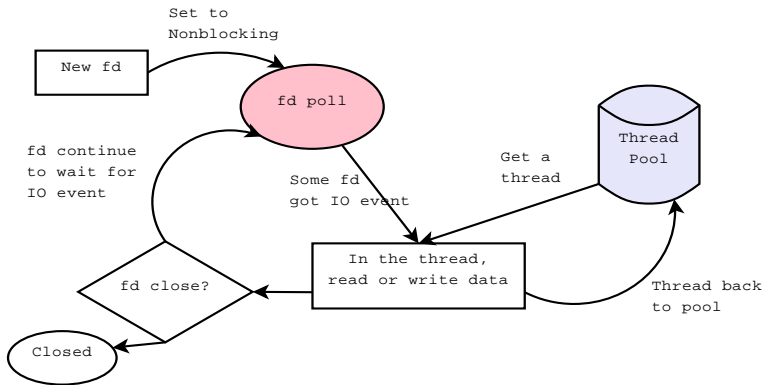 Set to
Nonblocking
New fd
fd poll
Thread
Pool
fd continue
to wait for
IO event
Get a
thread
Some fd
got IO event
In the thread,
read or write data
fd close?
Thread back
to pool
Closed